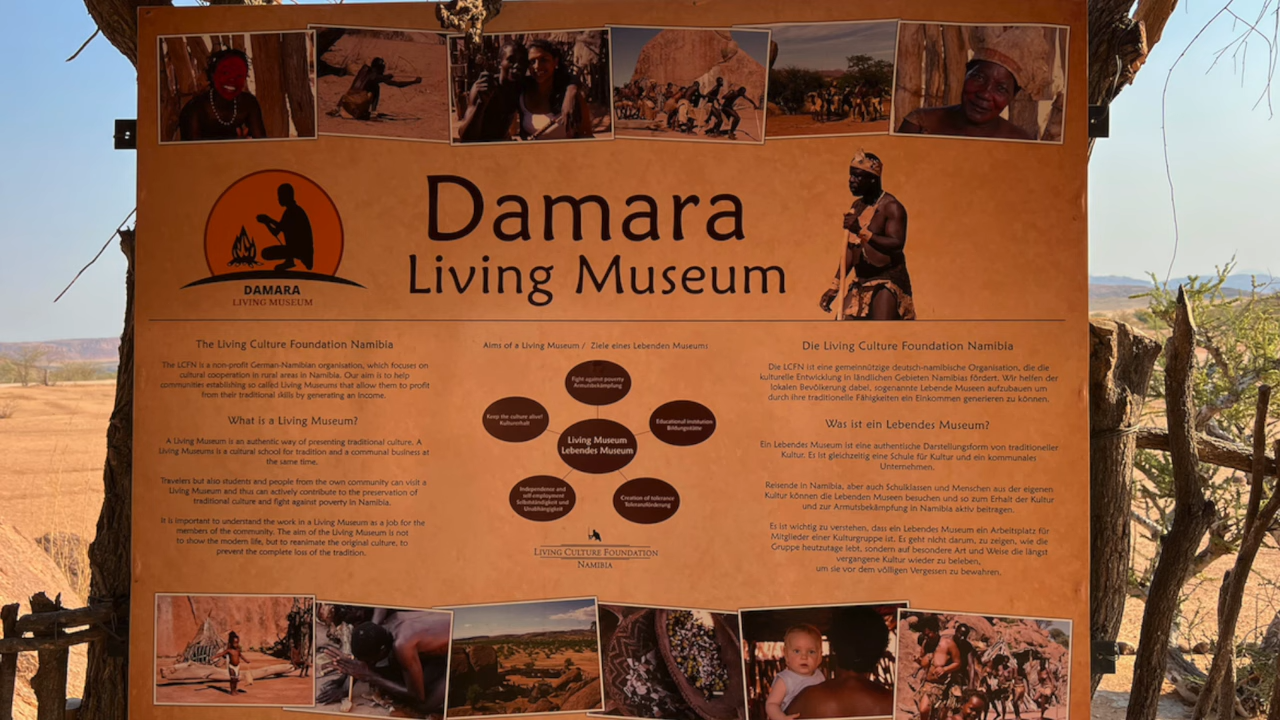 Damara
Living Museum
DAMARA
LIVING MUSEUM
The Living Culture Foundation Namibia
The LCFN is a non-profit German-Namibian organisation, which focuses on
cultural cooperation in rural areas in Namibia. Our aim is to help
communities establishing so called Living Museums that allow them to profit
from their traditional skills by generating an income.
What is a Living Museum?
A Living Museum is an authentic way of presenting traditional culture. A
Living Museums is a cultural school for tradition and a communal business at
the same time.
Travelers but also students and people from the own community can visit a
Living Museum and thus can actively contribute to the preservation of
traditional culture and fight against poverty in Namibia.
It is important to understand the work in a Living Museum as a job for the
members of the community. The aim of the Living Museum is not
to show the modern life, but to reanimate the original culture, to
prevent the complete loss of the tradition.
Aims of a Living Museum / Ziele eines Lebenden Museums
Fight against poverty
Armutsbekämpfung
Keep the culture alive!
Kulturerhalt
Educational institution
Bildungsstätte
Living Museum
Lebendes Museum
Independence and
self-employment
Selbstständigkeit und
Unabhängigkeit
Creation of tolerance
Toleranzförderung
LIVING CULTURE FOUNDATION
NAMIBIA
Die Living Culture Foundation Namibia
Die LCFN ist eine gemeinnützige deutsch-namibische Organisation, die die
kulturelle Entwicklung in ländlichen Gebieten Namibias fördert. Wir helfen der
lokalen Bevölkerung dabei, sogenannte Lebende Museen aufzubauen um
durch ihre traditionelle Fähigkeiten ein Einkommen generieren zu können.
Was ist ein Lebendes Museum?
Ein Lebendes Museum ist eine authentische Darstellungsform von traditioneller
Kultur. Es ist gleichzeitig eine Schule für Kultur und ein kommunales
Unternehmen.
Reisende in Namibia, aber auch Schulklassen und Menschen aus der eigenen
Kultur können die Lebenden Museen besuchen und so zum Erhalt der Kultur
und zur Armutsbekämpfung in Namibia aktiv beitragen.
Es ist wichtig zu verstehen, dass ein Lebendes Museum ein Arbeitsplatz für
Mitglieder einer Kulturgruppe ist. Es geht nicht darum, zu zeigen, wie die
Gruppe heutzutage lebt, sondern auf besondere Art und Weise die längst
vergangene Kultur wieder zu beleben,
um sie vor dem völligen Vergessen zu bewahren.